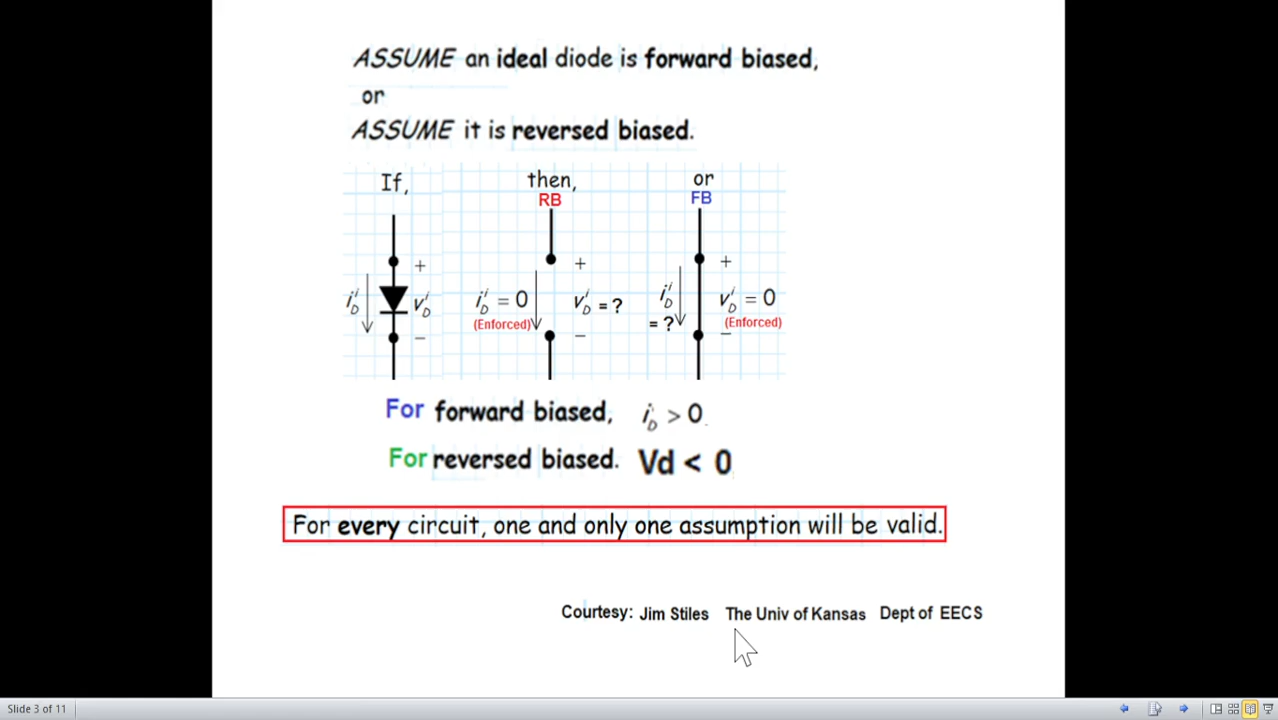 ASSUME an ideal diode is forward biased,
or
ASSUME it is reversed biased.
If, then, or
RB FB
+ + +
i'D v'D i'D = 0 v'D = ? i'D = ? v'D = 0
(Enforced) (Enforced)
− − −
For forward biased, iD > 0.
For reversed biased. Vd < 0
For every circuit, one and only one assumption will be valid.
Courtesy: Jim Stiles The Univ of Kansas Dept of EECS
Slide 3 of 11